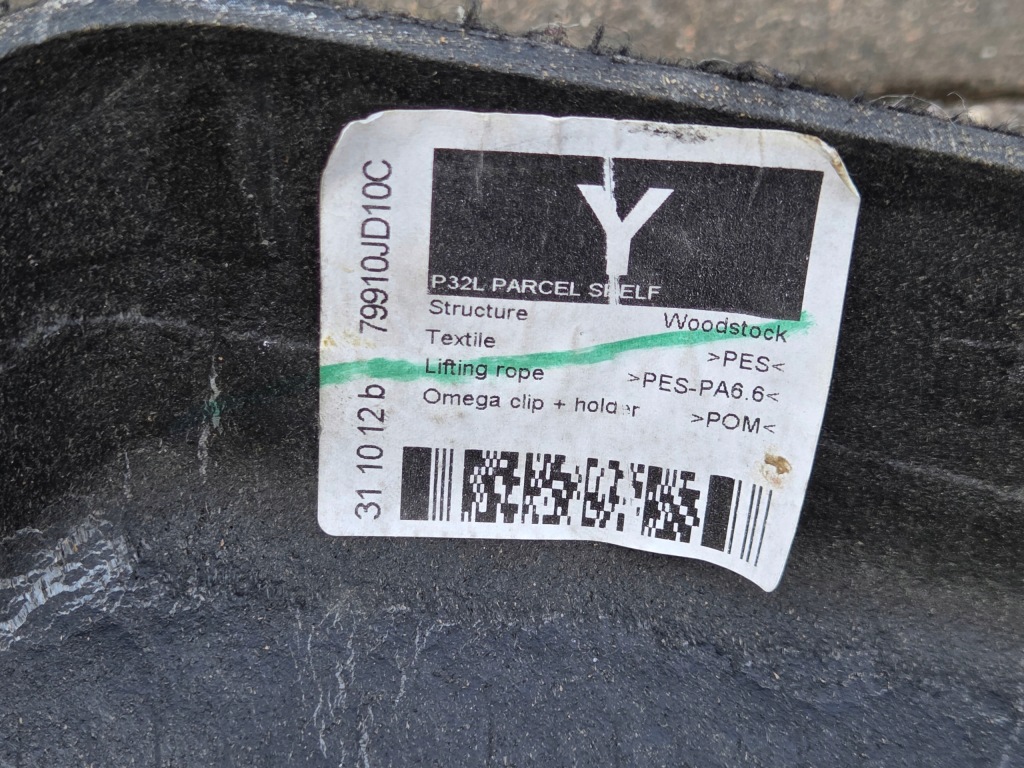 Y
P32L PARCEL SHELF
Structure Woodstock
Textile >PES<
Lifting rope >PES-PA6.6<
Omega clip + holder >POM<
31 10 12 b 79910JD10C